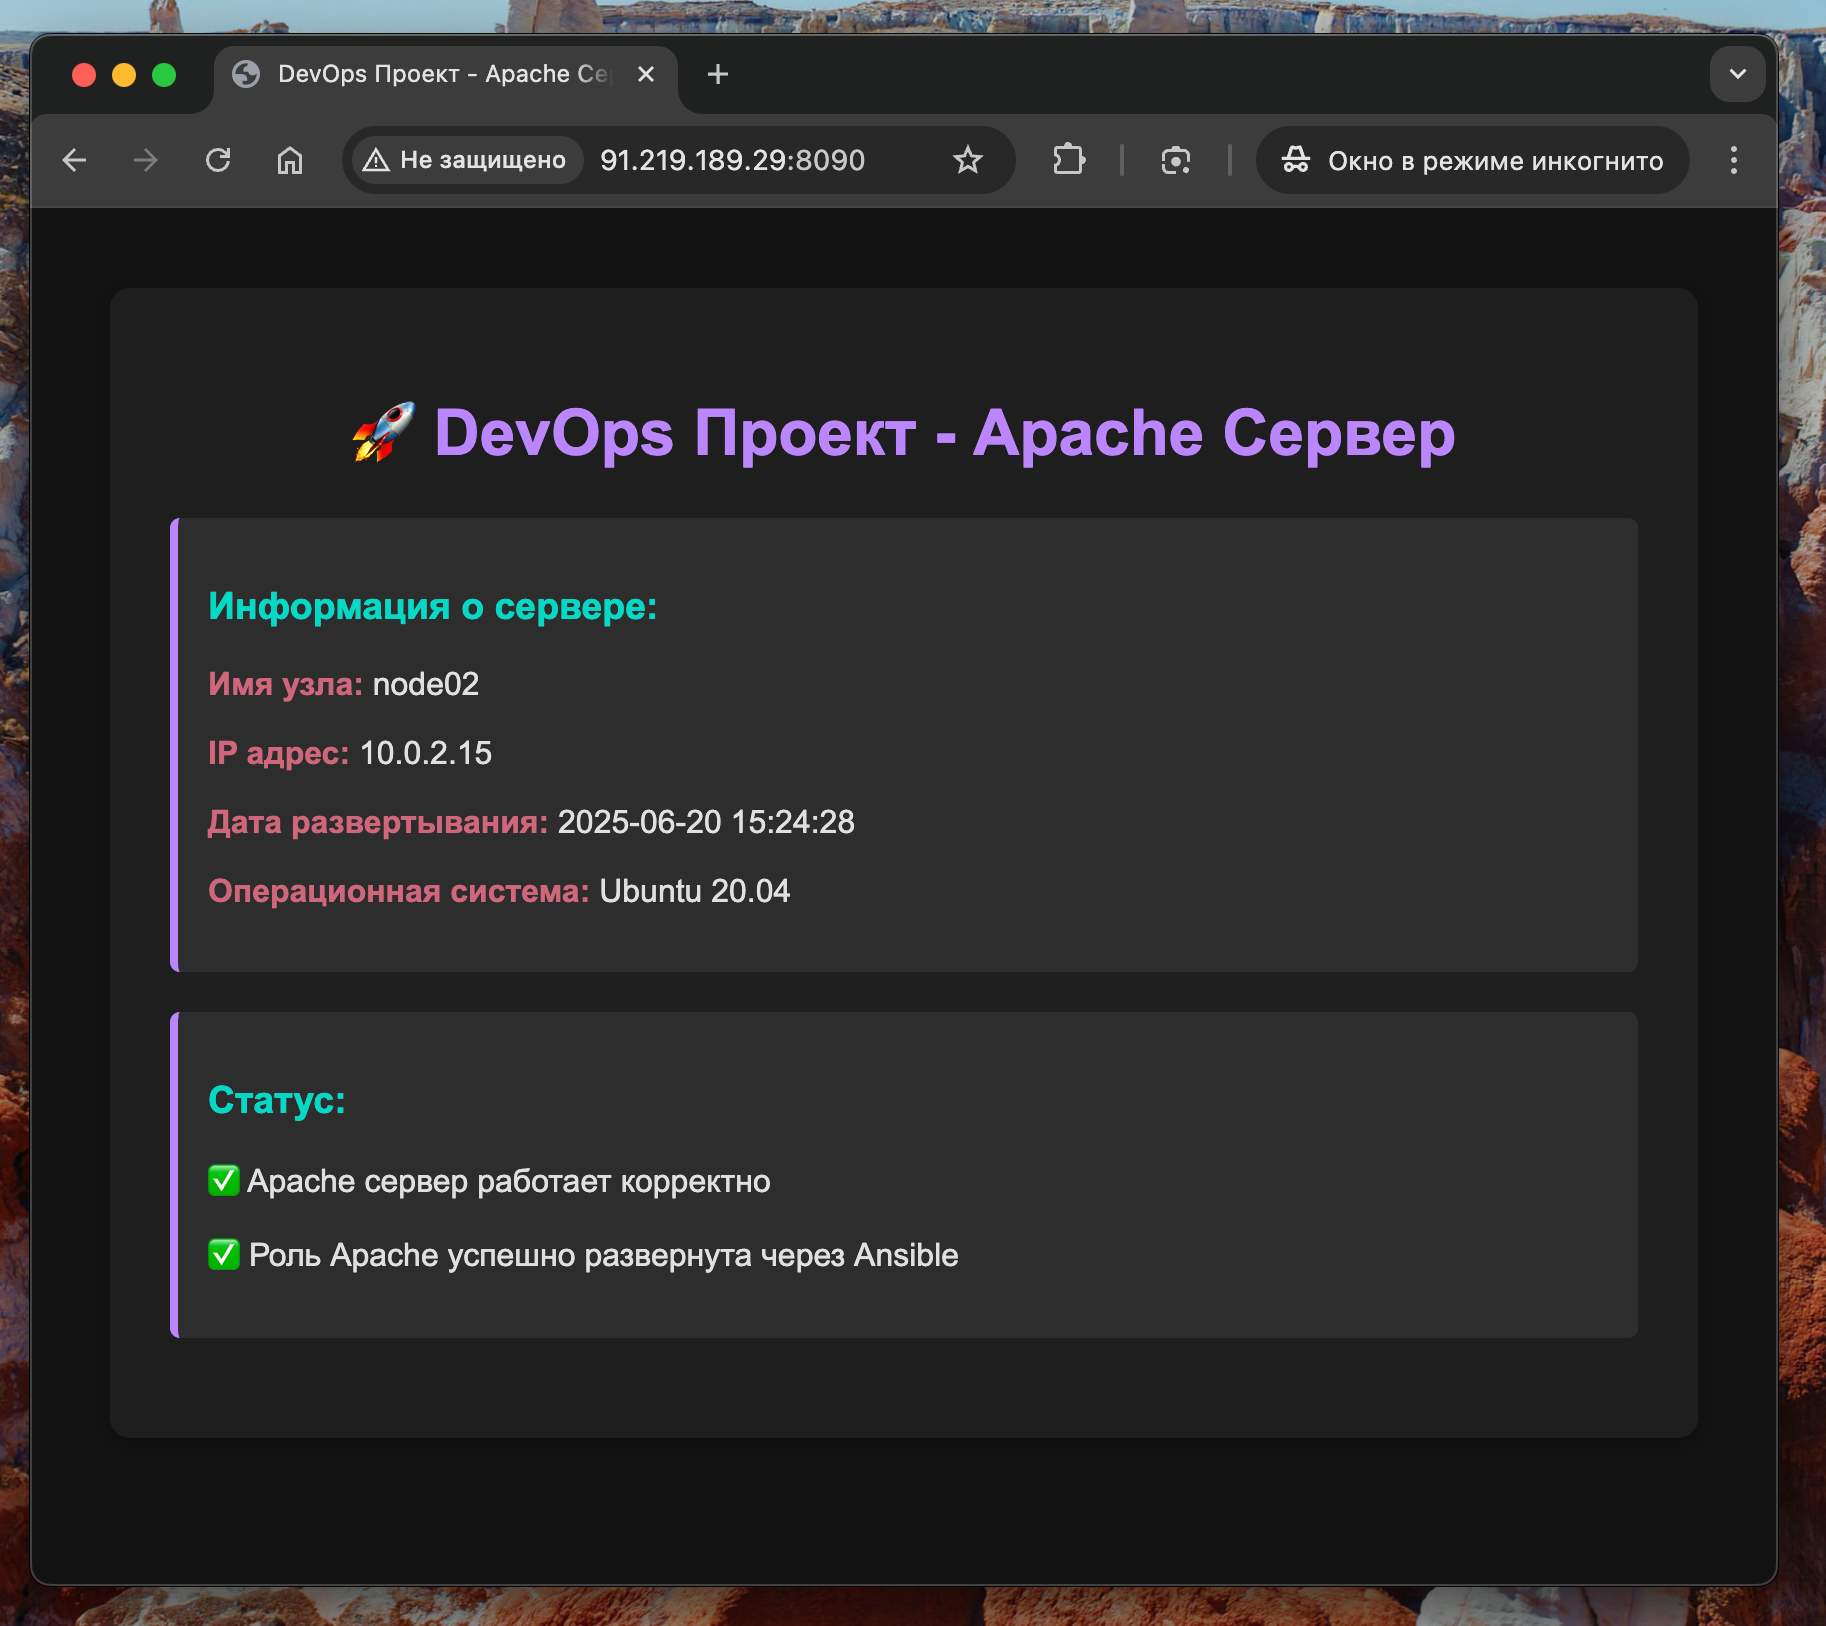 DevOps Проект - Apache Се
Не защищено 91.219.189.29:8090 Окно в режиме инкогнито
🚀 DevOps Проект - Apache Сервер
Информация о сервере:
Имя узла: node02
IP адрес: 10.0.2.15
Дата развертывания: 2025-06-20 15:24:28
Операционная система: Ubuntu 20.04
Статус:
✅ Apache сервер работает корректно
✅ Роль Apache успешно развернута через Ansible